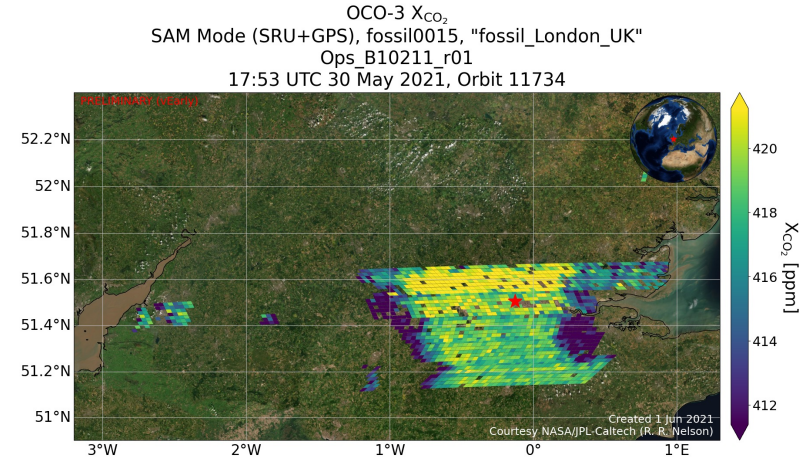 OCO-3 XCO2
SAM Mode (SRU+GPS), fossil0015, "fossil_London_UK"
Ops_B10211_r01
17:53 UTC 30 May 2021, Orbit 11734
PRELIMINARY (vEarly)
52.2°N
52°N
51.8°N
51.6°N
51.4°N
51.2°N
51°N
3°W
2°W
1°W
0°
1°E
420
418
416
414
412
XCO2 [ppm]
Created 1 Jun 2021
Courtesy NASA/JPL-Caltech (R. R. Nelson)